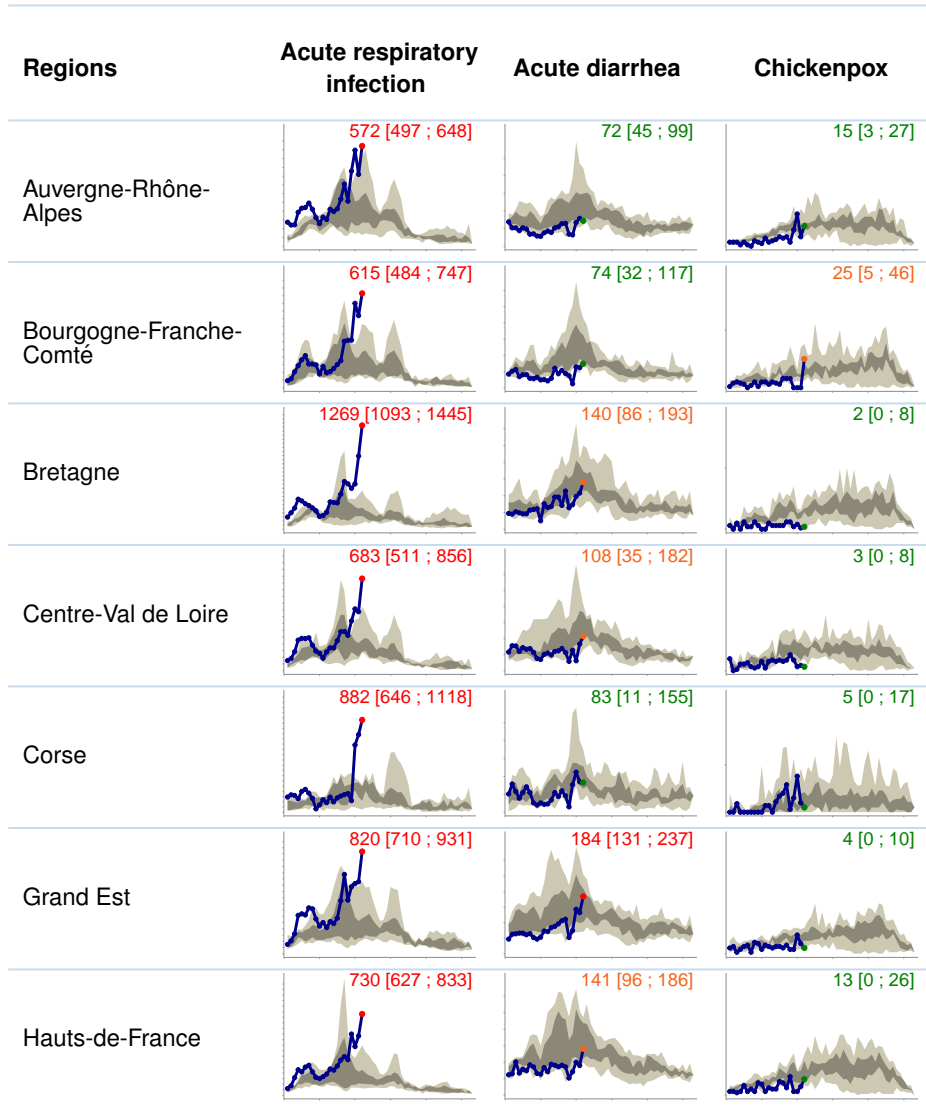 Regions
Acute respiratory
infection
Acute diarrhea
Chickenpox
Auvergne-Rhône-
Alpes
572 [497 ; 648]
72 [45 ; 99]
15 [3 ; 27]
Bourgogne-Franche-
Comté
615 [484 ; 747]
74 [32 ; 117]
25 [5 ; 46]
Bretagne
1269 [1093 ; 1445]
140 [86 ; 193]
2 [0 ; 8]
Centre-Val de Loire
683 [511 ; 856]
108 [35 ; 182]
3 [0 ; 8]
Corse
882 [646 ; 1118]
83 [11 ; 155]
5 [0 ; 17]
Grand Est
820 [710 ; 931]
184 [131 ; 237]
4 [0 ; 10]
Hauts-de-France
730 [627 ; 833]
141 [96 ; 186]
13 [0 ; 26]